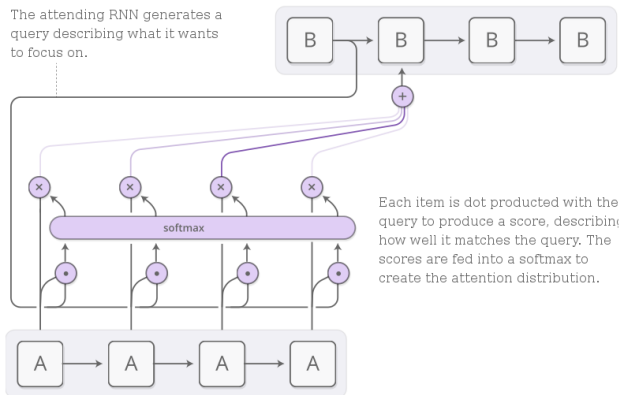 The attending RNN generates a
query describing what it wants
to focus on.
B B B B
+
× × × ×
softmax
Each item is dot producted with the
query to produce a score, describing
how well it matches the query. The
scores are fed into a softmax to
create the attention distribution.
A A A A